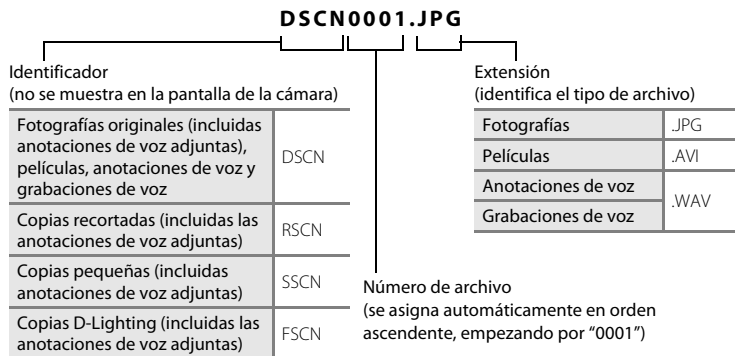 DSCN0001.JPG
Identificador
(no se muestra en la pantalla de la cámara)
Fotografías originales (incluidas
anotaciones de voz adjuntas),
películas, anotaciones de voz y
grabaciones de voz
DSCN
Copias recortadas (incluidas las
anotaciones de voz adjuntas)
RSCN
Copias pequeñas (incluidas
anotaciones de voz adjuntas)
SSCN
Copias D-Lighting (incluidas las
anotaciones de voz adjuntas)
FSCN
Número de archivo
(se asigna automáticamente en orden
ascendente, empezando por “0001”)
Extensión
(identifica el tipo de archivo)
Fotografías
.JPG
Películas
.AVI
Anotaciones de voz
.WAV
Grabaciones de voz